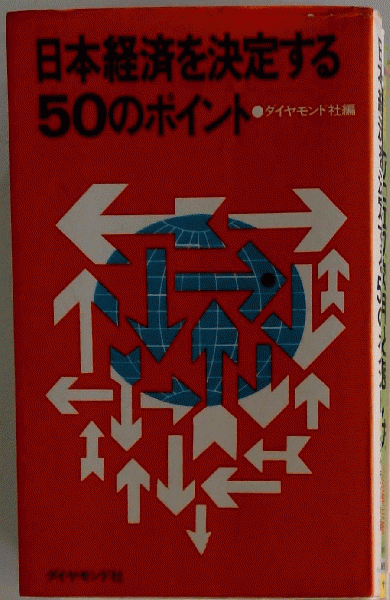 日本経済を決定する
50のポイント
●ダイヤモンド社編
ダイヤモンド社